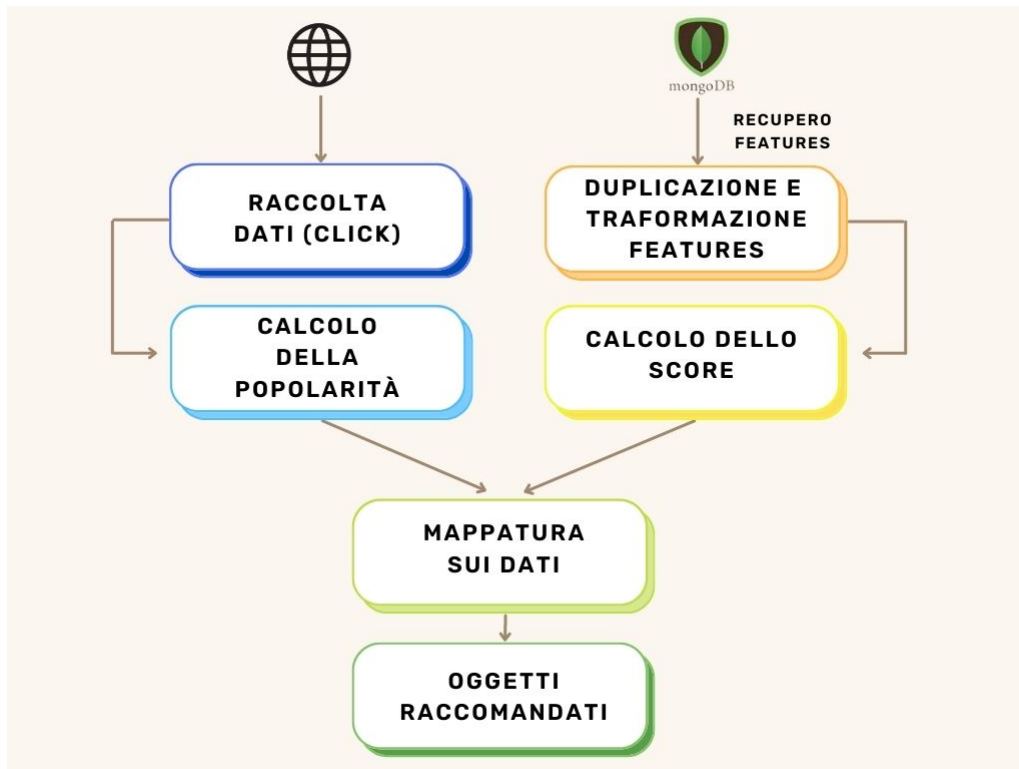 mongoDB
RECUPERO
FEATURES
RACCOLTA
DATI (CLICK)
DUPLICAZIONE E
TRAFORMAZIONE
FEATURES
CALCOLO
DELLA
POPOLARITÀ
CALCOLO DELLO
SCORE
MAPPATURA
SUI DATI
OGGETTI
RACCOMANDATI